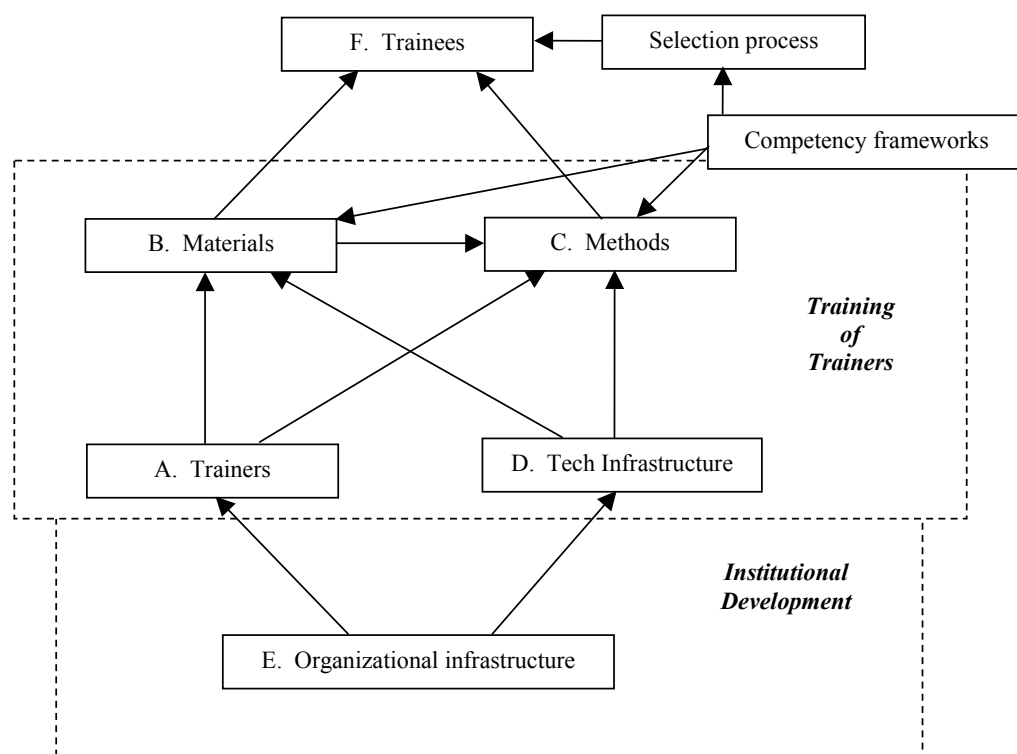 F. Trainees
Selection process
Competency frameworks
B. Materials
C. Methods
Training
of
Trainers
A. Trainers
D. Tech Infrastructure
Institutional
Development
E. Organizational infrastructure